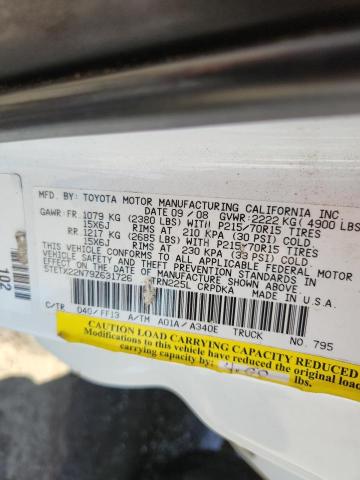 MFD. BY: TOYOTA MOTOR MANUFACTURING CALIFORNIA INC
DATE 09/08 GVWR: 2222 KG( 4900 LB
GAWR: FR. 1079 KG (2380 LBS) WITH P215/70R15 TIRES
15X6J RIMS AT 210 KPA (30 PSI) COLD
RR. 1217 KG (2685 LBS) WITH P215/70R15 TIRES
15X6J RIMS AT 230 KPA (33 PSI) COLD
THIS VEHICLE CONFORMS TO ALL APPLICABLE FEDERAL MOTOR
VEHICLE SAFETY STANDARDS IN EFFECT ON THE DATE OF
MANUFACTURE SHOWN ABOVE.
5TETX22N79Z631726 TRN225L CRPDKA MADE IN U.S.A.
C/TR 040/FF13 A/TM A01A/A340E TRUCK NO. 795
102
CAUTION LOAD CARRYING CAPACITY REDUCED
Modifications to this vehicle have reduced the original load
carrying capacity by lbs.